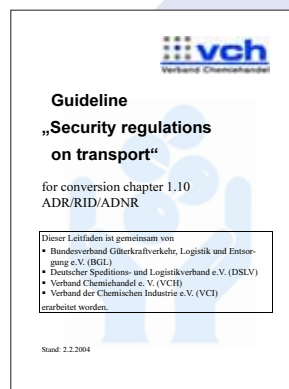 vch
Verband Chemiehandel
Guideline
„Security regulations
on transport“
for conversion chapter 1.10
ADR/RID/ADNR
Dieser Leitfaden ist gemeinsam von
▪ Bundesverband Güterkraftverkehr, Logistik und Entsor-
gung e.V. (BGL)
▪ Deutscher Speditions- und Logistikverband e.V. (DSLV)
▪ Verband Chemiehandel e. V. (VCH)
▪ Verband der Chemischen Industrie e.V. (VCI)
erarbeitet worden.
Stand: 2.2.2004